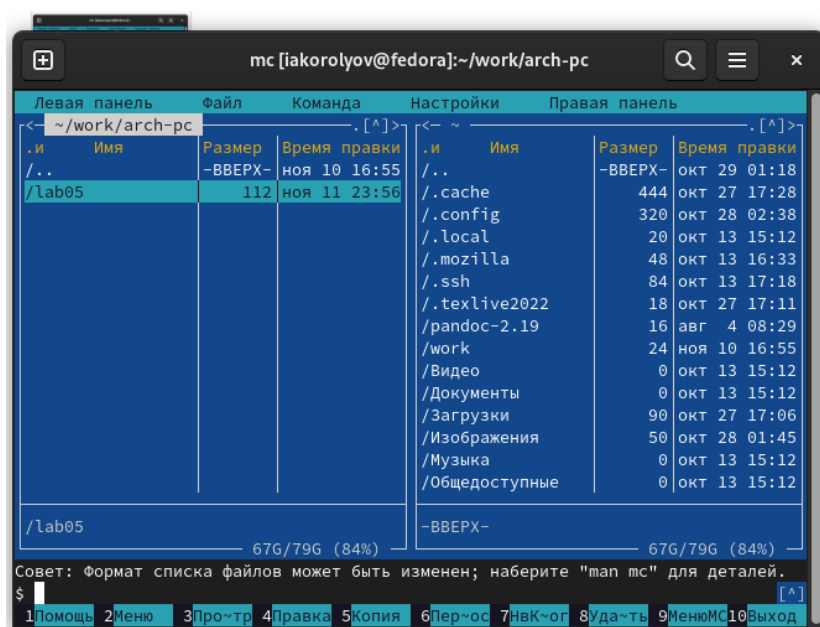 mc [iakorolyov@fedora]:~/work/arch-pc
Левая панель Файл Команда Настройки Правая панель
<— ~/work/arch-pc .[^]>
.и Имя Размер Время правки
/.. -ВВЕРХ- ноя 10 16:55
/lab05 112 ноя 11 23:56
/lab05
67G/79G (84%)
<— ~ .[^]>
.и Имя Размер Время правки
/.. -ВВЕРХ- окт 29 01:18
/.cache 444 окт 27 17:28
/.config 320 окт 28 02:38
/.local 20 окт 13 15:12
/.mozilla 48 окт 13 16:33
/.ssh 84 окт 13 17:18
/.texlive2022 18 окт 27 17:11
/pandoc-2.19 16 авг 4 08:29
/work 24 ноя 10 16:55
/Видео 0 окт 13 15:12
/Документы 0 окт 13 15:12
/Загрузки 90 окт 27 17:06
/Изображения 50 окт 28 01:45
/Музыка 0 окт 13 15:12
/Общедоступные 0 окт 13 15:12
-ВВЕРХ-
67G/79G (84%)
Совет: Формат списка файлов может быть изменен; наберите "man mc" для деталей.
$ [^]
1Помощь 2Меню 3Про~тр 4Правка 5Копия 6Пер~ос 7НвК~ог 8Уда~ть 9МенюМС 10Выход